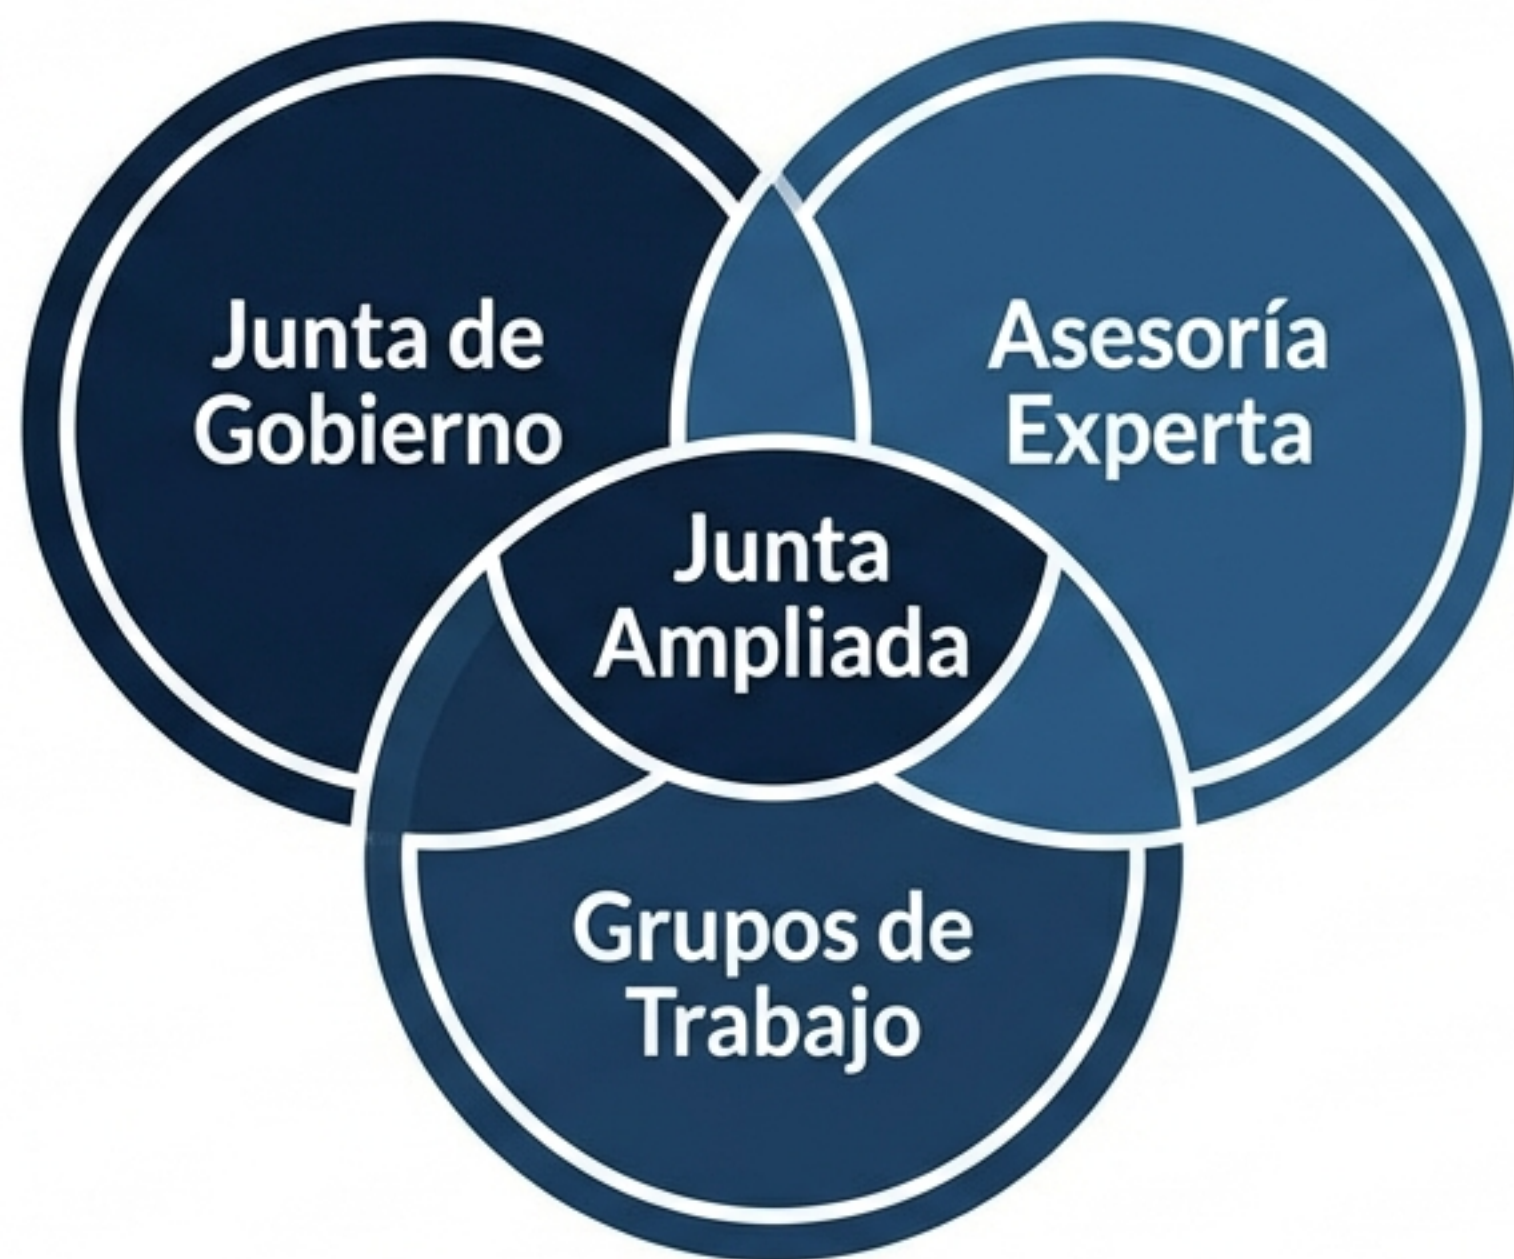 Junta de
Gobierno
Asesoría
Experta
Junta
Ampliada
Grupos de
Trabajo